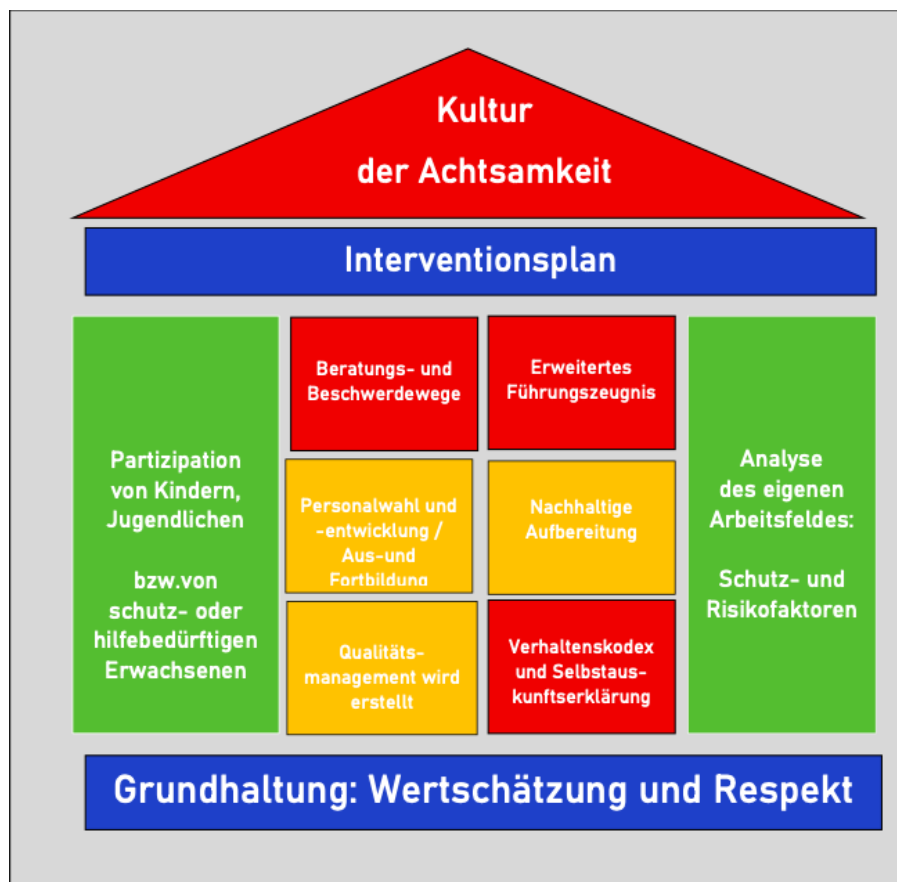 Kultur
der Achtsamkeit
Interventionsplan
Partizipation
von Kindern,
Jugendlichen
bzw.von
schutz- oder
hilfebedürftigen
Erwachsenen
Beratungs- und
Beschwerdewege
Erweitertes
Führungszeugnis
Personalwahl und
-entwicklung /
Aus-und
Fortbildung
Nachhaltige
Aufbereitung
Qualitäts-
management wird
erstellt
Verhaltenskodex
und Selbstaus-
kunftserklärung
Analyse
des eigenen
Arbeitsfeldes:
Schutz- und
Risikofaktoren
Grundhaltung: Wertschätzung und Respekt